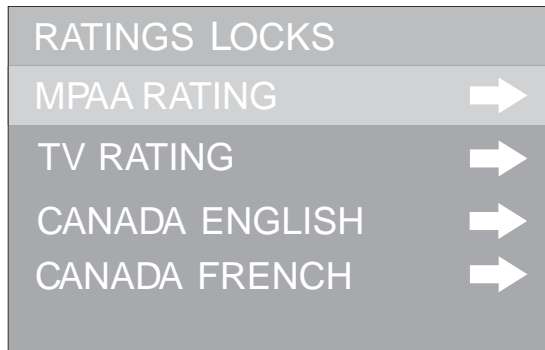 RATINGS LOCKS
MPAA RATING
TV RATING
CANADA ENGLISH
CANADA FRENCH